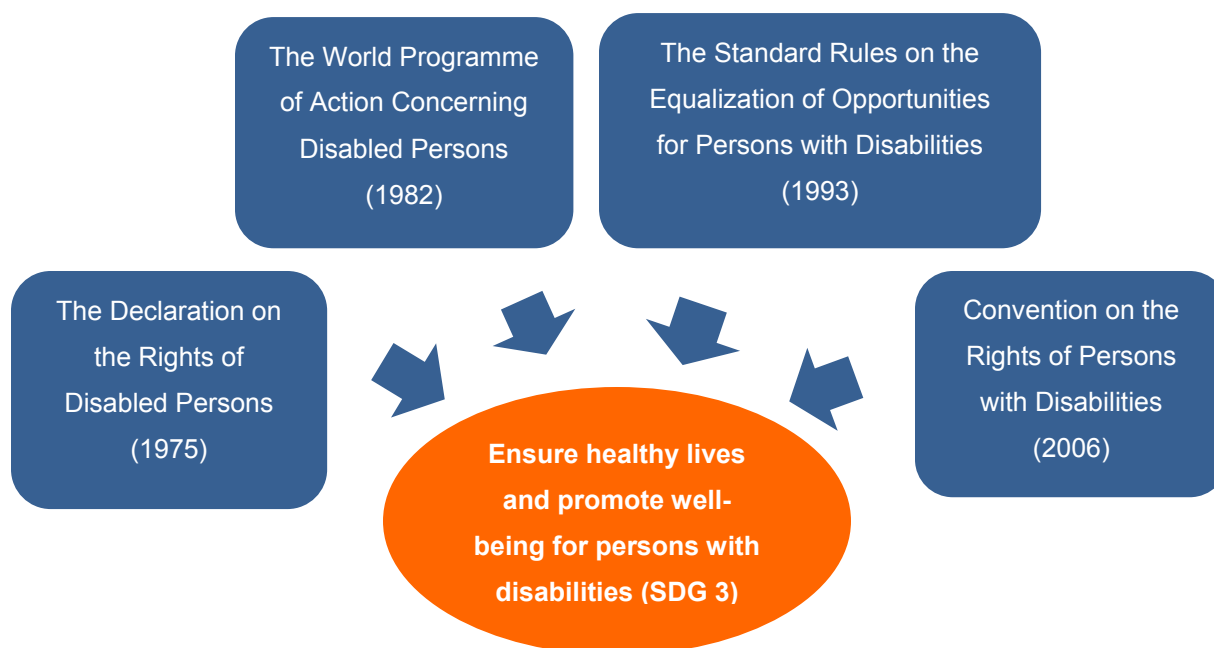 The World Programme
of Action Concerning
Disabled Persons
(1982)
The Standard Rules on the
Equalization of Opportunities
for Persons with Disabilities
(1993)
The Declaration on
the Rights of
Disabled Persons
(1975)
Convention on the
Rights of Persons
with Disabilities
(2006)
Ensure healthy lives
and promote well-
being for persons with
disabilities (SDG 3)